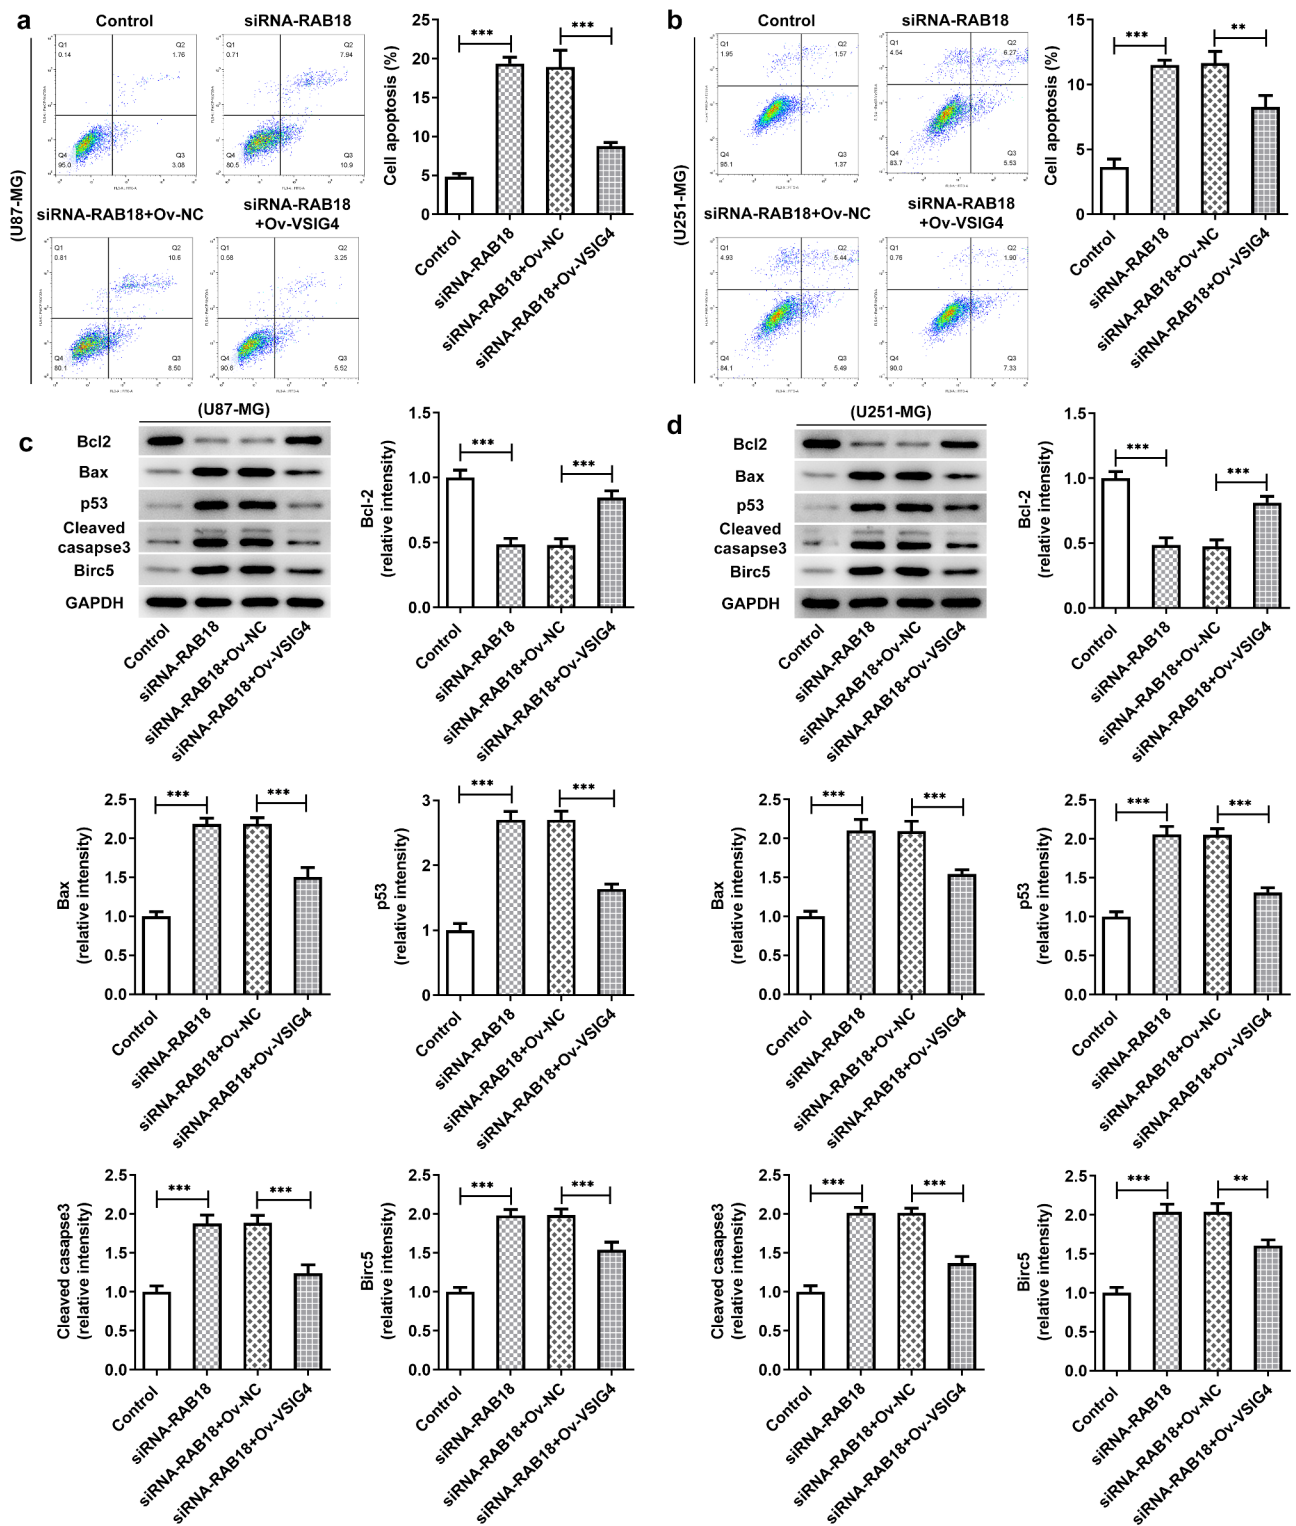 a
Control
siRNA-RAB18
(U87-MG)
Q1
0.14
Q2
1.76
Q4
95.0
Q3
3.08
Q1
0.71
Q2
7.94
Q4
80.5
Q3
10.9
siRNA-RAB18+Ov-NC
siRNA-RAB18
+Ov-VSIG4
Q1
0.81
Q2
10.6
Q4
80.1
Q3
8.50
Q1
0.68
Q2
3.25
Q4
90.6
Q3
5.52
Cell apoptosis (%)
25
20
15
10
5
0
***
***
Control
siRNA-RAB18
siRNA-RAB18+Ov-NC
siRNA-RAB18+Ov-VSIG4
b
Control
siRNA-RAB18
(U251-MG)
Q1
1.95
Q2
1.57
Q4
95.1
Q3
1.37
Q1
4.54
Q2
6.27
Q4
83.7
Q3
5.53
siRNA-RAB18+Ov-NC
siRNA-RAB18
+Ov-VSIG4
Q1
4.93
Q2
5.44
Q4
84.1
Q3
5.49
Q1
0.76
Q2
1.90
Q4
90.0
Q3
7.33
Cell apoptosis (%)
15
10
5
0
***
**
Control
siRNA-RAB18
siRNA-RAB18+Ov-NC
siRNA-RAB18+Ov-VSIG4
c
(U87-MG)
Bcl2
Bax
p53
Cleaved
casapse3
Birc5
GAPDH
Control
siRNA-RAB18
siRNA-RAB18+Ov-NC
siRNA-RAB18+Ov-VSIG4
Bcl-2
(relative intensity)
1.5
1.0
0.5
0.0
***
***
Control
siRNA-RAB18
siRNA-RAB18+Ov-NC
siRNA-RAB18+Ov-VSIG4
d
(U251-MG)
Bcl2
Bax
p53
Cleaved
casapse3
Birc5
GAPDH
Control
siRNA-RAB18
siRNA-RAB18+Ov-NC
siRNA-RAB18+Ov-VSIG4
Bcl-2
(relative intensity)
1.5
1.0
0.5
0.0
***
***
Control
siRNA-RAB18
siRNA-RAB18+Ov-NC
siRNA-RAB18+Ov-VSIG4
Bax
(relative intensity)
2.5
2.0
1.5
1.0
0.5
0.0
***
***
Control
siRNA-RAB18
siRNA-RAB18+Ov-NC
siRNA-RAB18+Ov-VSIG4
p53
(relative intensity)
3
2
1
0
***
***
Control
siRNA-RAB18
siRNA-RAB18+Ov-NC
siRNA-RAB18+Ov-VSIG4
Bax
(relative intensity)
2.5
2.0
1.5
1.0
0.5
0.0
***
***
Control
siRNA-RAB18
siRNA-RAB18+Ov-NC
siRNA-RAB18+Ov-VSIG4
p53
(relative intensity)
2.5
2.0
1.5
1.0
0.5
0.0
***
***
Control
siRNA-RAB18
siRNA-RAB18+Ov-NC
siRNA-RAB18+Ov-VSIG4
Cleaved casapse3
(relative intensity)
2.5
2.0
1.5
1.0
0.5
0.0
***
***
Control
siRNA-RAB18
siRNA-RAB18+Ov-NC
siRNA-RAB18+Ov-VSIG4
Birc5
(relative intensity)
2.5
2.0
1.5
1.0
0.5
0.0
***
***
Control
siRNA-RAB18
siRNA-RAB18+Ov-NC
siRNA-RAB18+Ov-VSIG4
Cleaved casapse3
(relative intensity)
2.5
2.0
1.5
1.0
0.5
0.0
***
***
Control
siRNA-RAB18
siRNA-RAB18+Ov-NC
siRNA-RAB18+Ov-VSIG4
Birc5
(relative intensity)
2.5
2.0
1.5
1.0
0.5
0.0
***
**
Control
siRNA-RAB18
siRNA-RAB18+Ov-NC
siRNA-RAB18+Ov-VSIG4